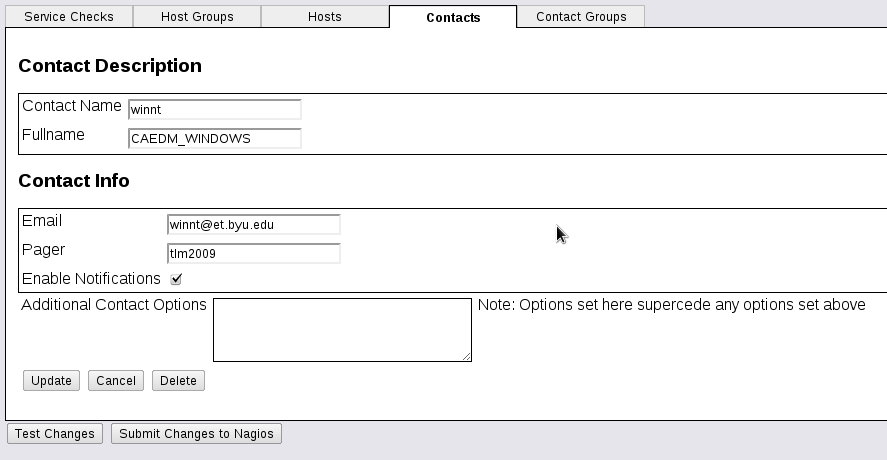 Service Checks Host Groups Hosts Contacts Contact Groups
Contact Description
Contact Name winnt
Fullname CAEDM_WINDOWS
Contact Info
Email winnt@et.byu.edu
Pager tlm2009
Enable Notifications
Additional Contact Options Note: Options set here supercede any options set above
Update Cancel Delete
Test Changes Submit Changes to Nagios